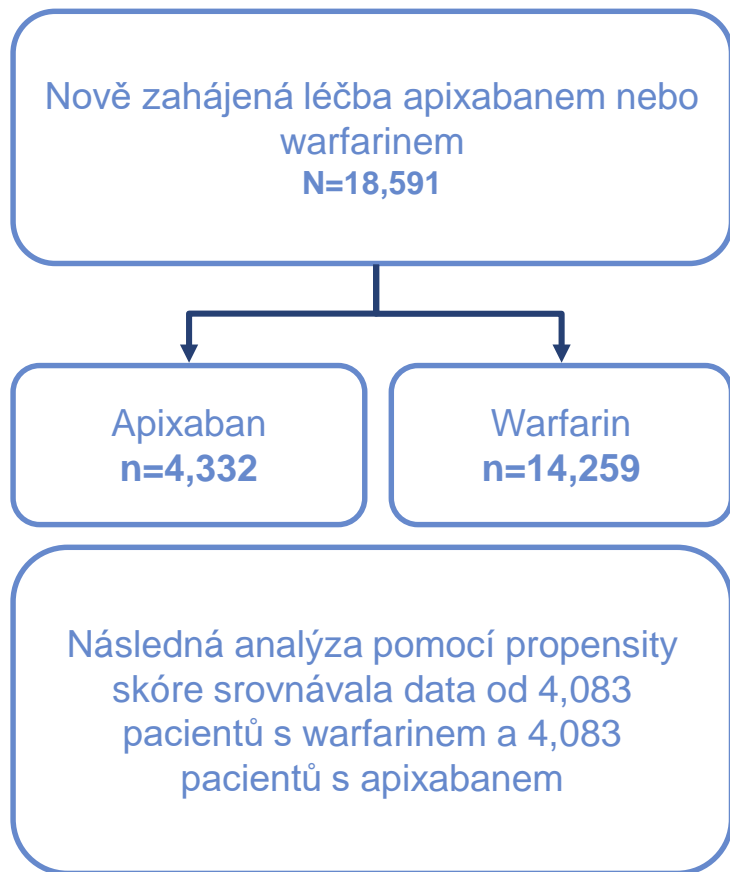 Nově zahájená léčba apixabanem nebo
warfarinem
N=18,591
Apixaban
n=4,332
Warfarin
n=14,259
Následná analýza pomocí propensity
skóre srovnávala data od 4,083
pacientů s warfarinem a 4,083
pacientů s apixabanem